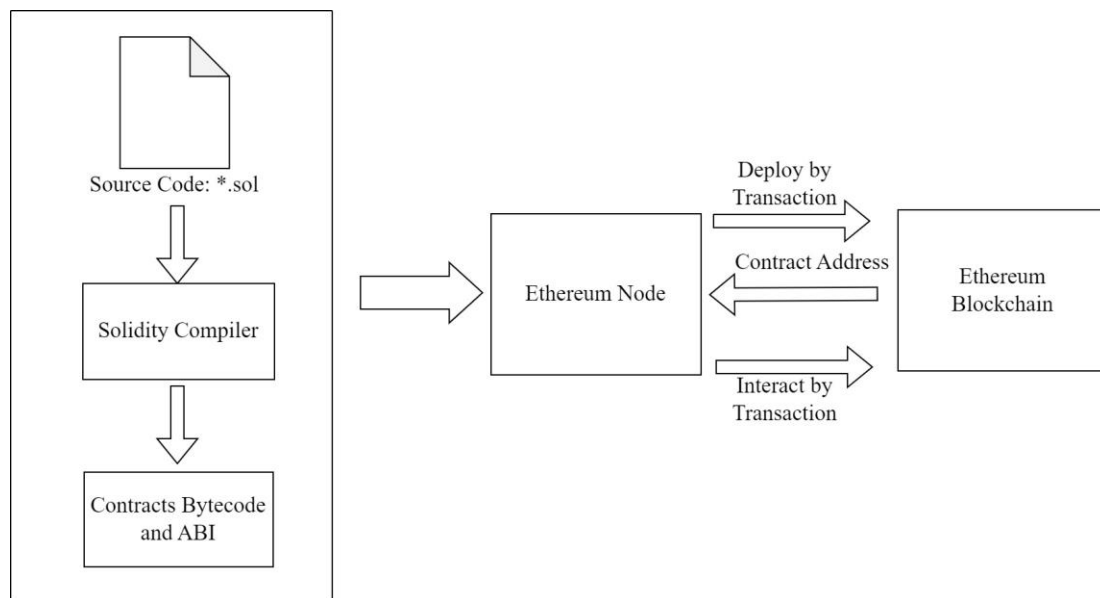 Source Code: *.sol
Solidity Compiler
Contracts Bytecode
and ABI
Ethereum Node
Deploy by
Transaction
Contract Address
Interact by
Transaction
Ethereum
Blockchain